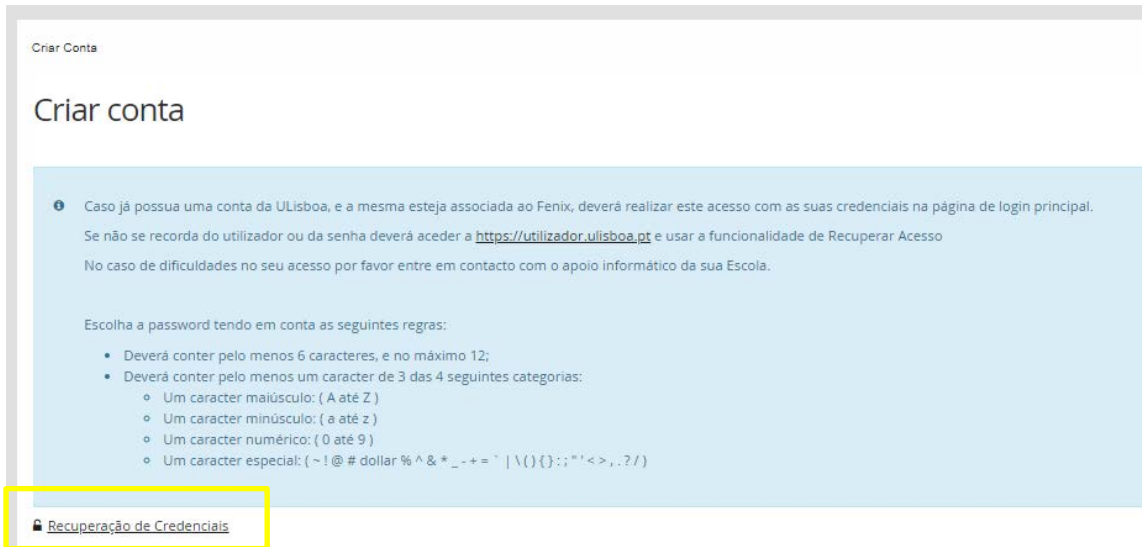 Criar Conta
Criar conta
Caso já possua uma conta da ULisboa, e a mesma esteja associada ao Fenix, deverá realizar este acesso com as suas credenciais na página de login principal.
Se não se recorda do utilizador ou da senha deverá aceder a https://utilizador.ulisboa.pt e usar a funcionalidade de Recuperar Acesso
No caso de dificuldades no seu acesso por favor entre em contacto com o apoio informático da sua Escola.
Escolha a password tendo em conta as seguintes regras:
Deverá conter pelo menos 6 caracteres, e no máximo 12;
Deverá conter pelo menos um caracter de 3 das 4 seguintes categorias:
Um caracter maiúsculo: ( A até Z )
Um caracter minúsculo: ( a até z )
Um caracter numérico: ( 0 até 9 )
Um caracter especial: ( ~ ! @ # dollar % ^ & * _ - + = ` | \ ( ) { } : ; " ' < > , . ? / )
Recuperação de Credenciais